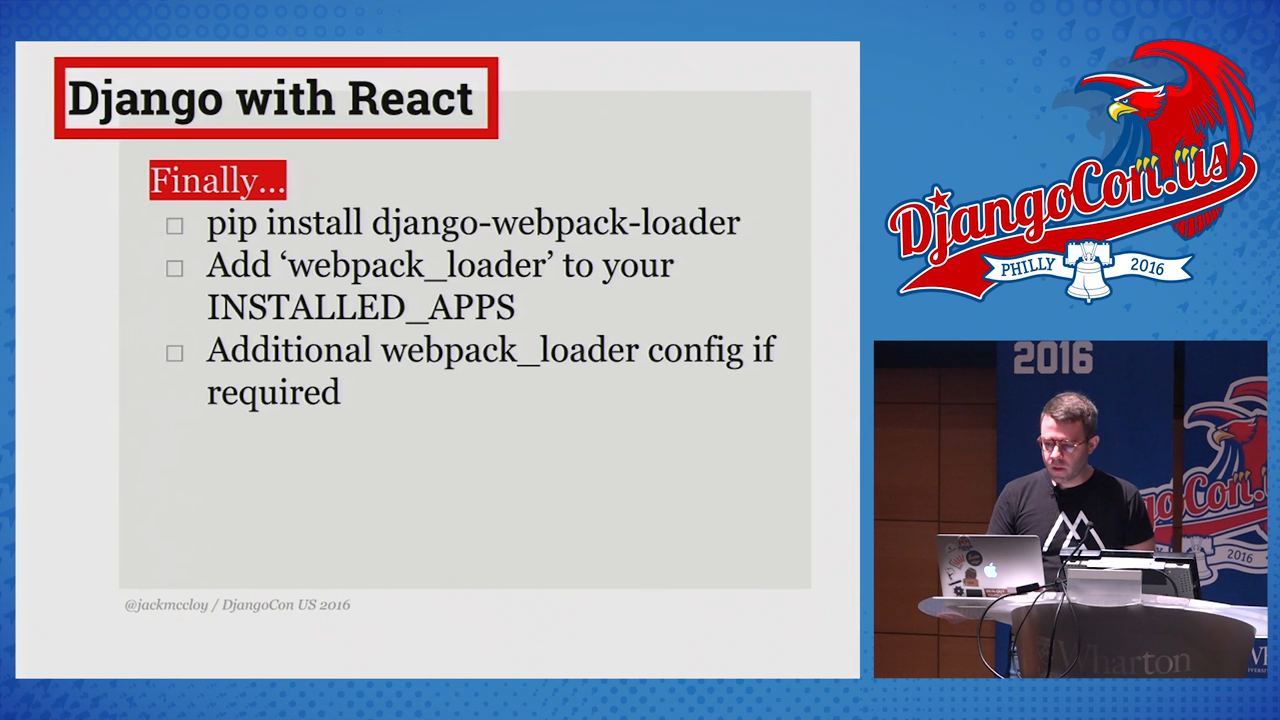 Django with React
Finally...
pip install django-webpack-loader
Add ‘webpack_loader’ to your
INSTALLED_APPS
Additional webpack_loader config if
required
@jackmccloy / DjangoCon US 2016
DjangoCon.us
PHILLY 2016
2016
2016
Wharton